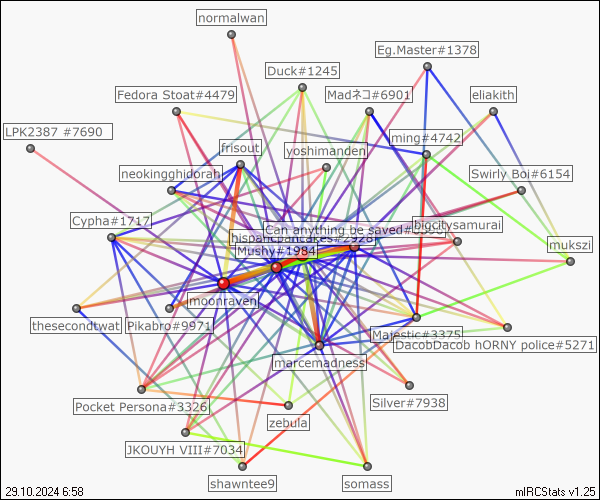 normalwan
Eg.Master#1378
Duck#1245
Fedora Stoat#4479
Madネコ#6901
eliakith
LPK2387 #7690
ming#4742
frisout
yoshimanden
neokingghidorah
Swirly Boi#6154
Cypha#1717
bigcitysamurai
Can anything be saved#
hispanicpancakes#2928
mukszi
Mushy#1984
moonraven
thesecondtwat
Pikabro#9971
Majestic#3375
DacobDacob hORNY police#5271
marcemadness
Pocket Persona#3326
Silver#7938
zebula
JKOUYH VIII#7034
shawntee9
somass
29.10.2024 6:58
mIRCStats v1.25